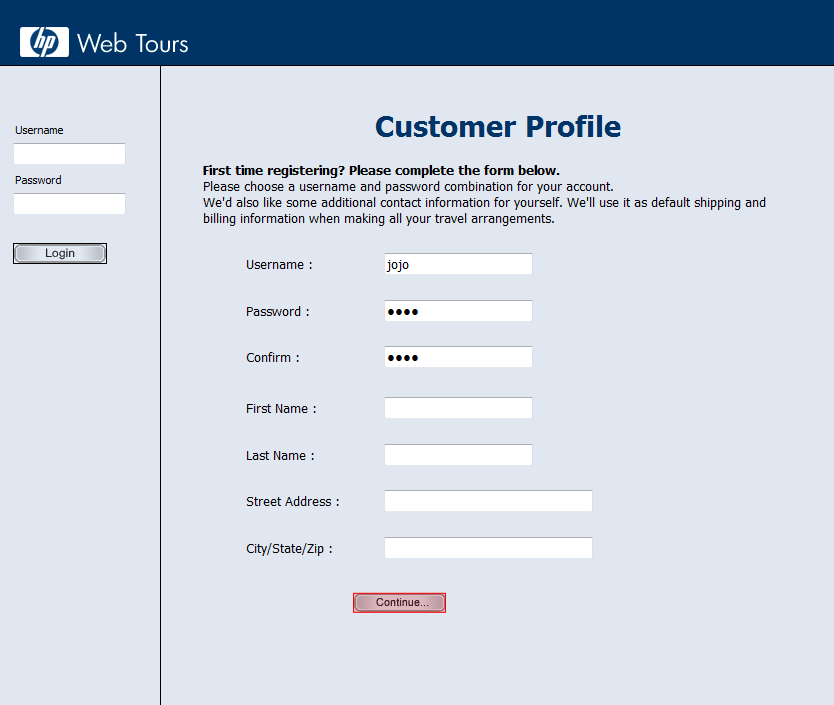 hp Web Tours
Username
Password
Login
Customer Profile
First time registering? Please complete the form below.
Please choose a username and password combination for your account.
We'd also like some additional contact information for yourself. We'll use it as default shipping and
billing information when making all your travel arrangements.
Username : jojo
Password : ●●●●
Confirm : ●●●●
First Name :
Last Name :
Street Address :
City/State/Zip :
Continue...